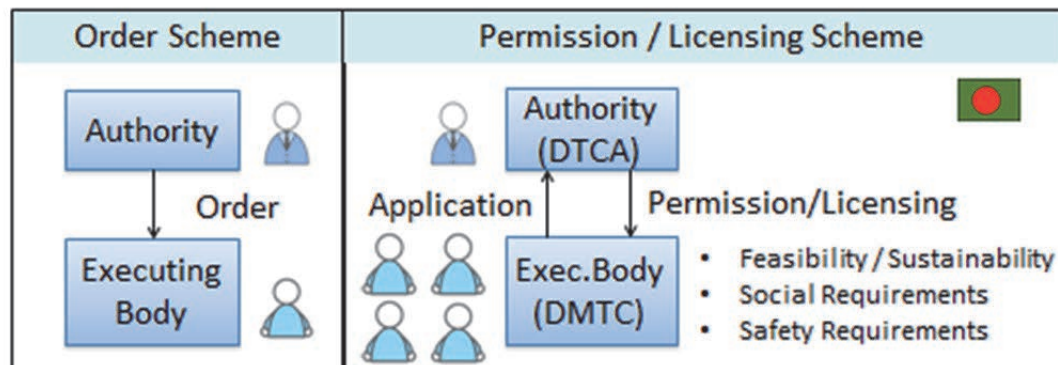 Order Scheme
Permission / Licensing Scheme
Authority
Order
Executing
Body
Authority
(DTCA)
Application
Permission/Licensing
Exec.Body
(DMTC)
• Feasibility / Sustainability
• Social Requirements
• Safety Requirements